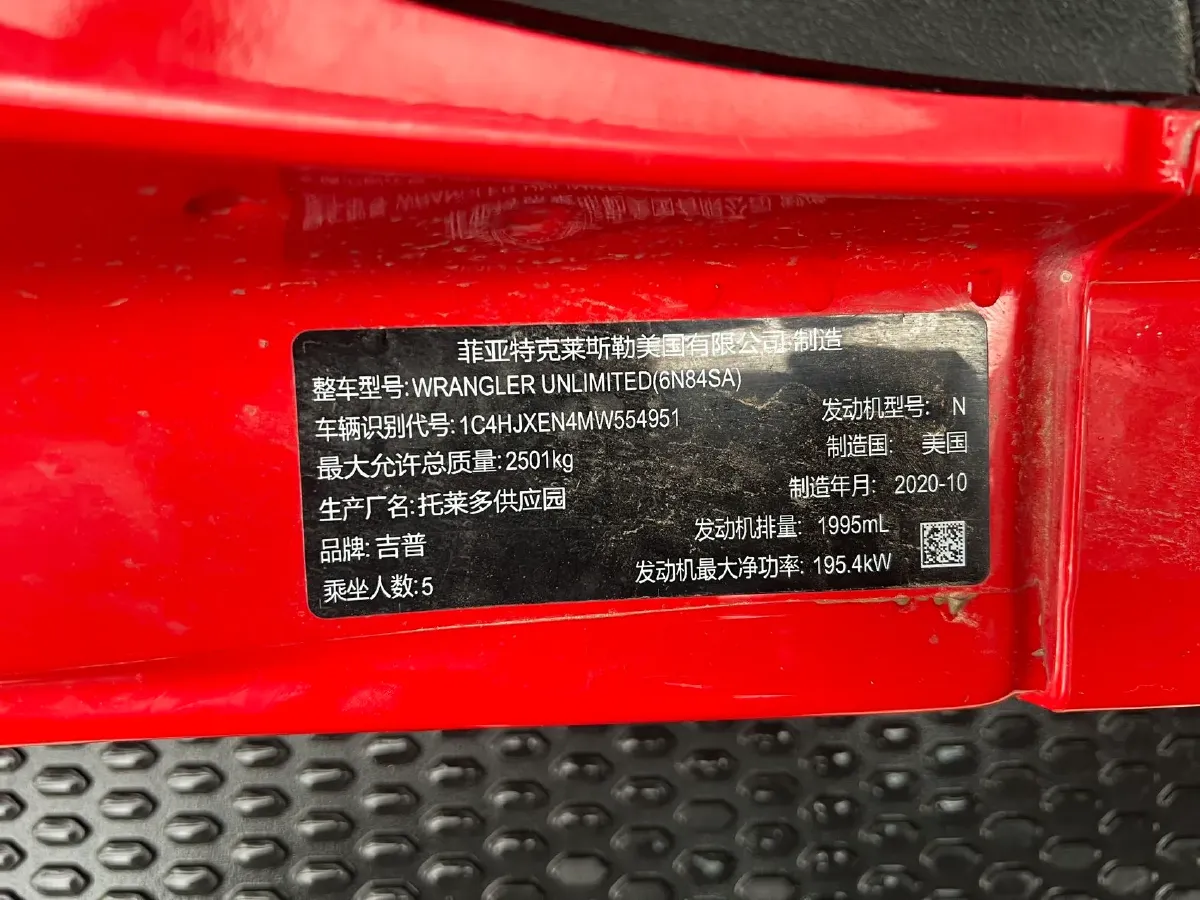 菲亚特克莱斯勒美国有限公司 制造
整车型号:WRANGLER UNLIMITED(6N84SA)
车辆识别代号:1C4HJXEN4MW554951
发动机型号: N
最大允许总质量:2501kg
制造国: 美国
生产厂名:托莱多供应园
制造年月: 2020-10
品牌:吉普
发动机排量: 1995mL
乘坐人数:5
发动机最大净功率: 195.4kW